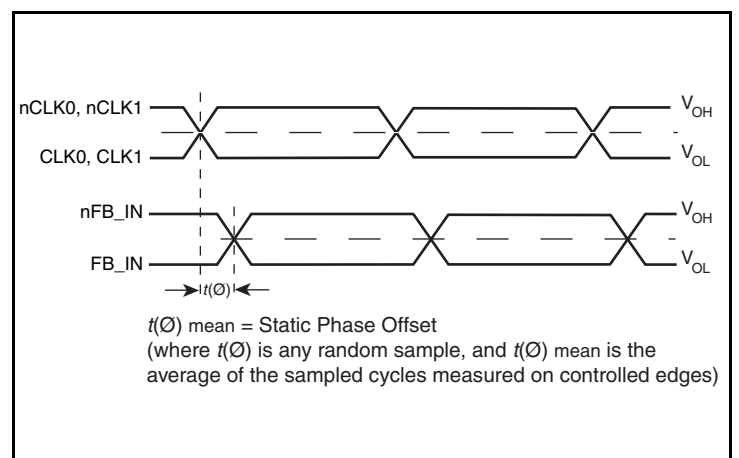 nCLK0, nCLK1
V_OH
CLK0, CLK1
V_OL
nFB_IN
V_OH
FB_IN
V_OL
t(Ø)
t(Ø) mean = Static Phase Offset
(where t(Ø) is any random sample, and t(Ø) mean is the
average of the sampled cycles measured on controlled edges)